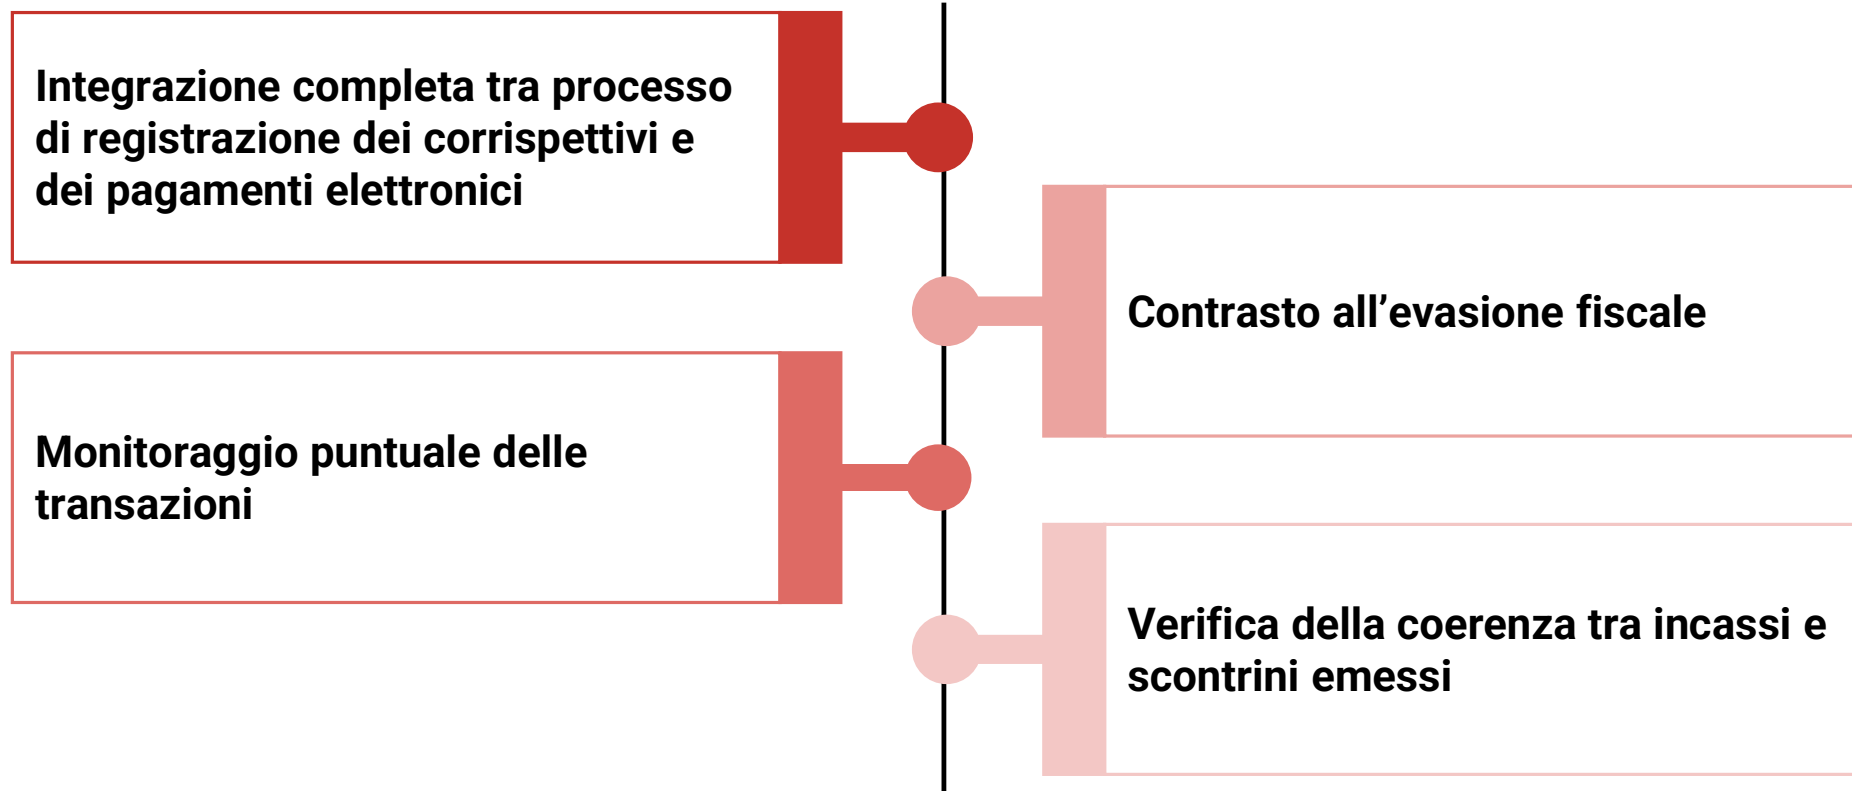 Integrazione completa tra processo
di registrazione dei corrispettivi e
dei pagamenti elettronici
Contrasto all’evasione fiscale
Monitoraggio puntuale delle
transazioni
Verifica della coerenza tra incassi e
scontrini emessi